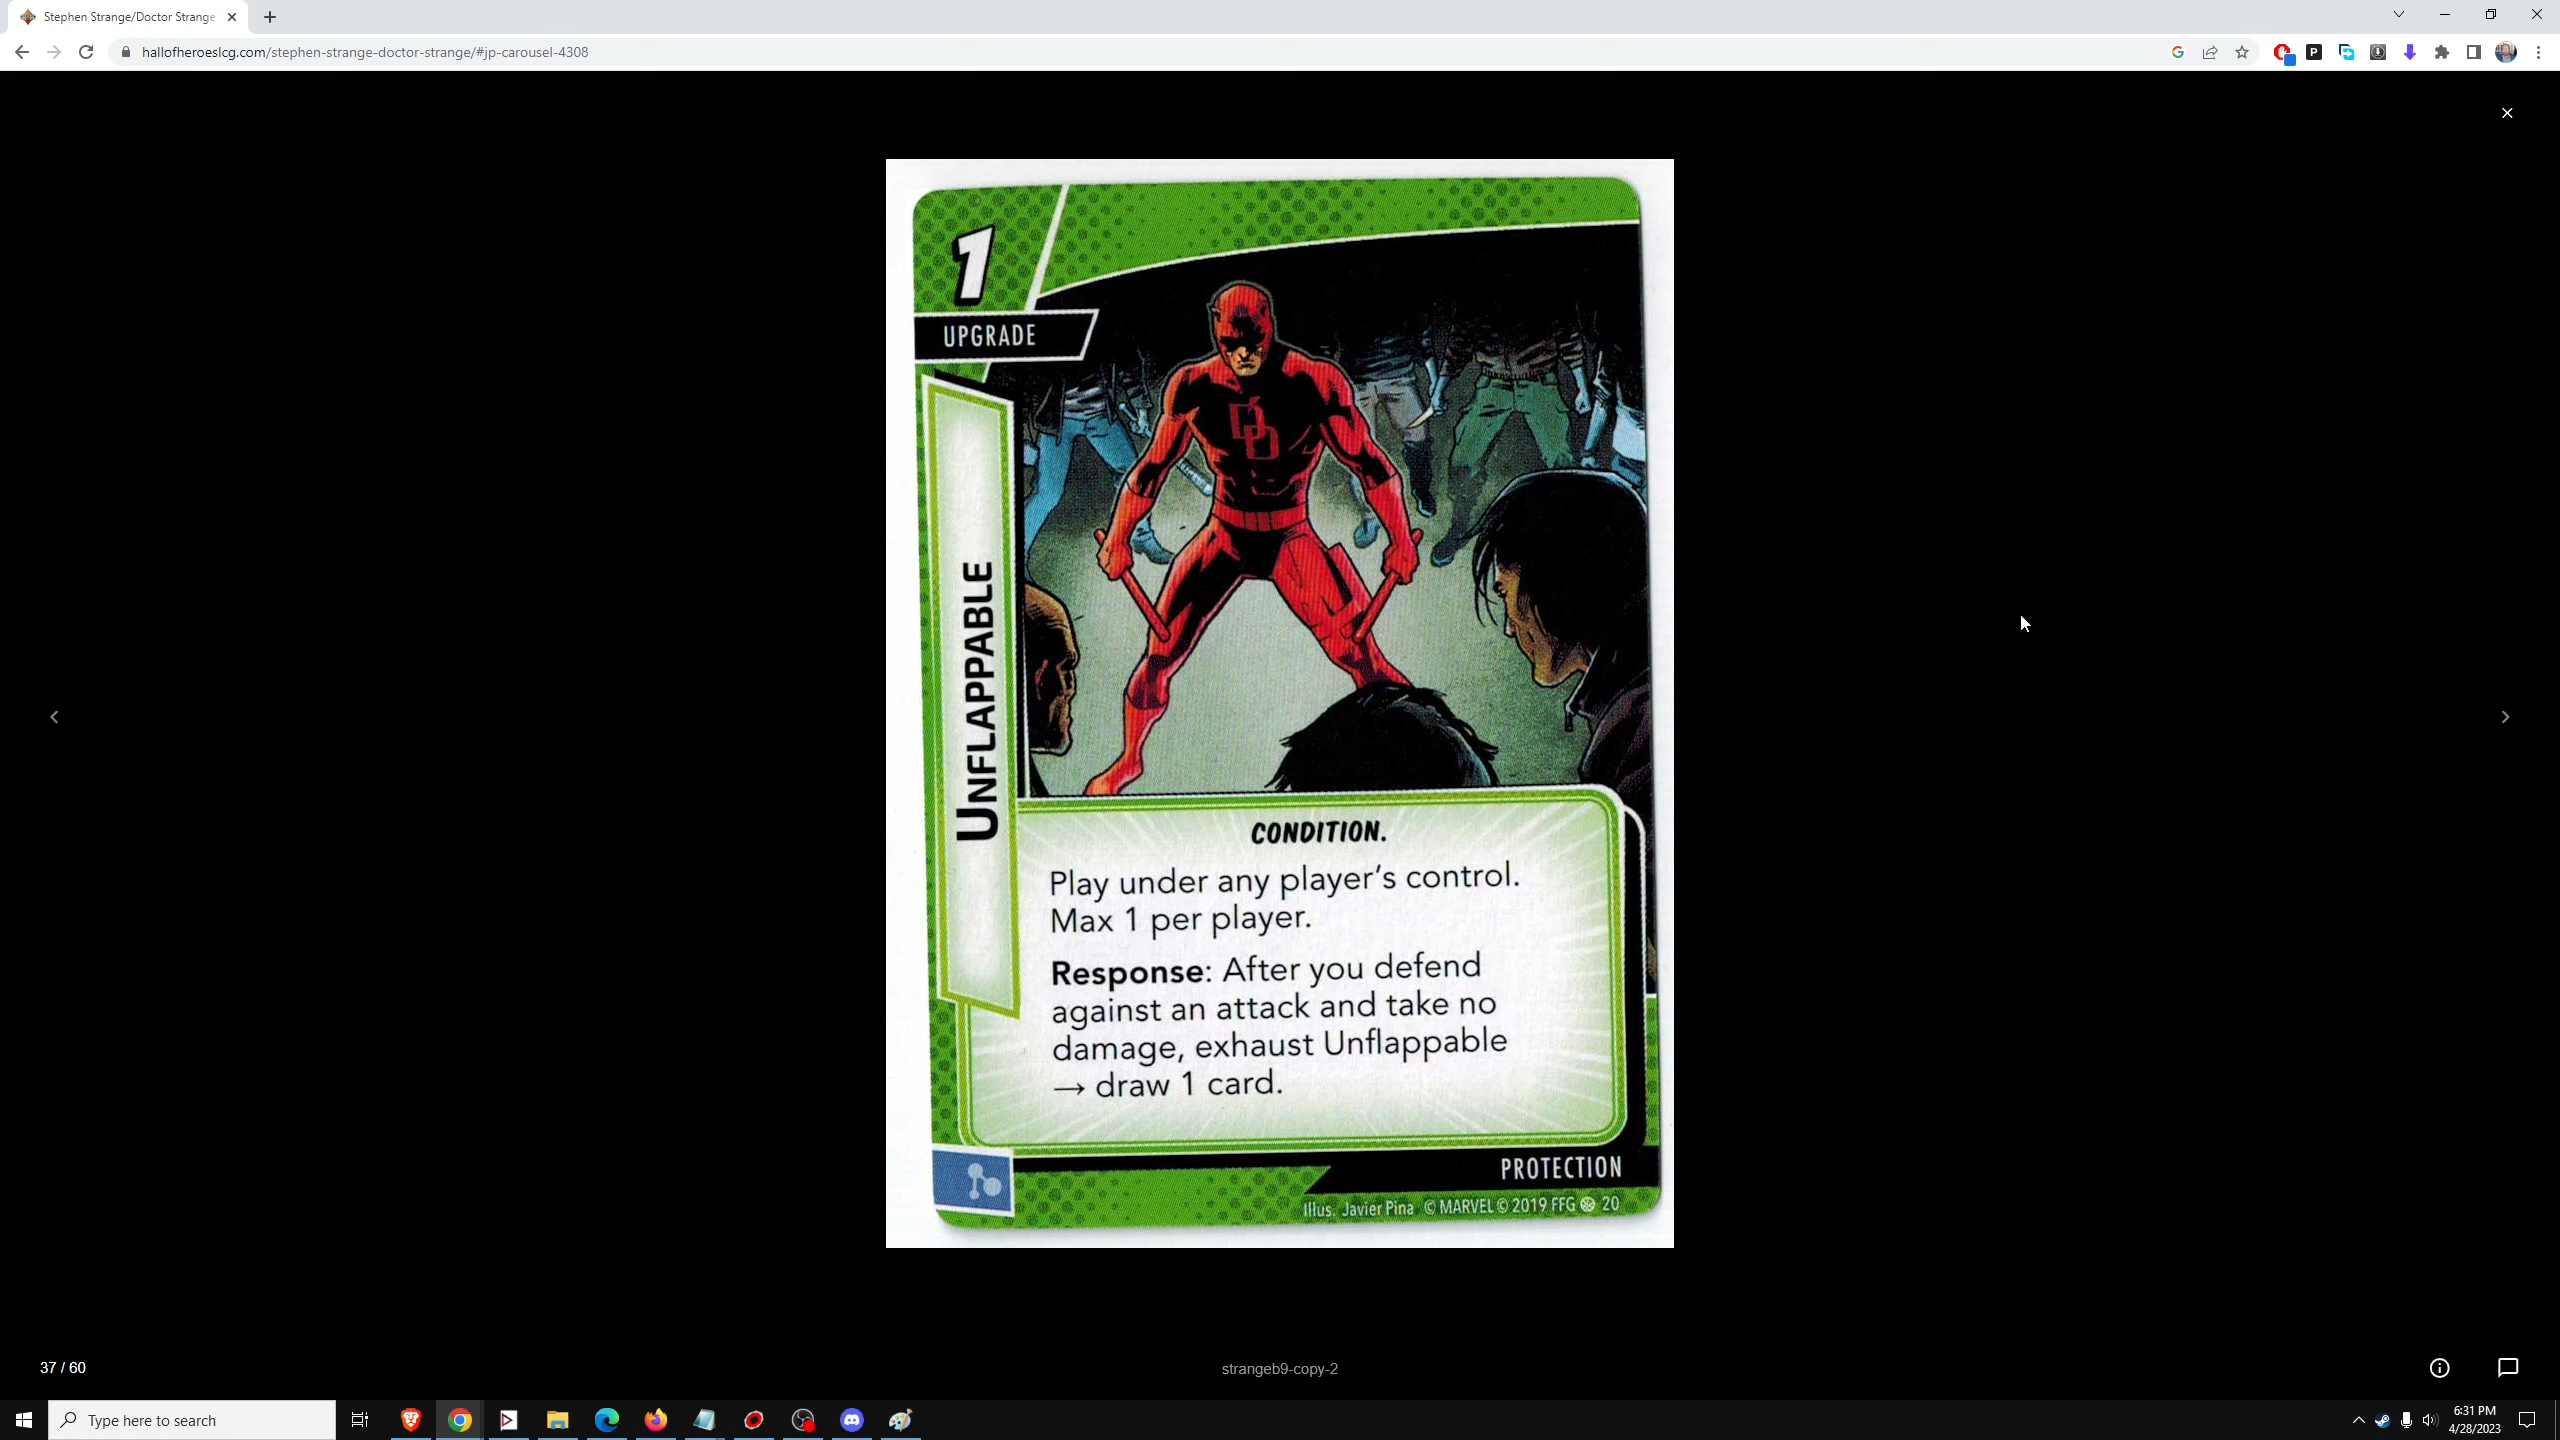 Stephen Strange/Doctor Strange
hallofheroeslcg.com/stephen-strange-doctor-strange/#jp-carousel-4308
1
UPGRADE
UNFLAPPABLE
DD
CONDITION.
Play under any player's control.
Max 1 per player.
Response: After you defend
against an attack and take no
damage, exhaust Unflappable
→ draw 1 card.
PROTECTION
Illus. Javier Pina © MARVEL © 2019 FFG 20
37 / 60
strangeb9-copy-2
Type here to search
6:31 PM
4/28/2023